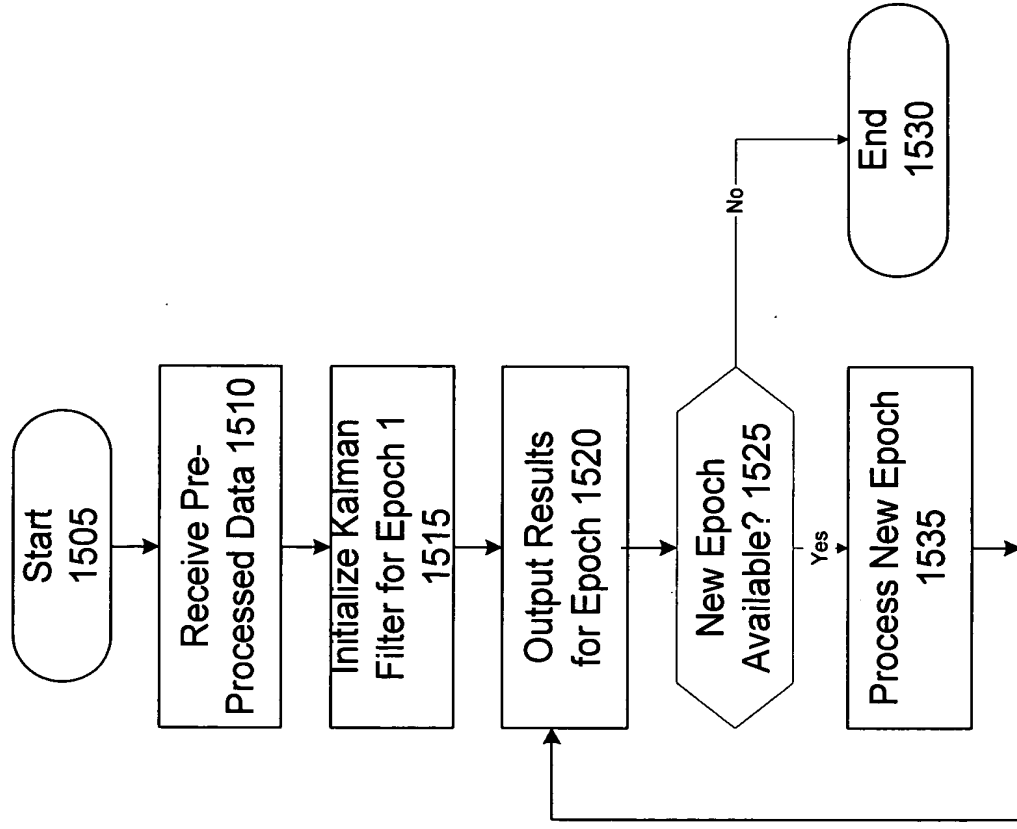 Start
1505
Receive Pre-
Processed Data 1510
Initialize Kalman
Filter for Epoch 1
1515
Output Results
for Epoch 1520
New Epoch
Available? 1525
No
End
1530
Yes
Process New Epoch
1535